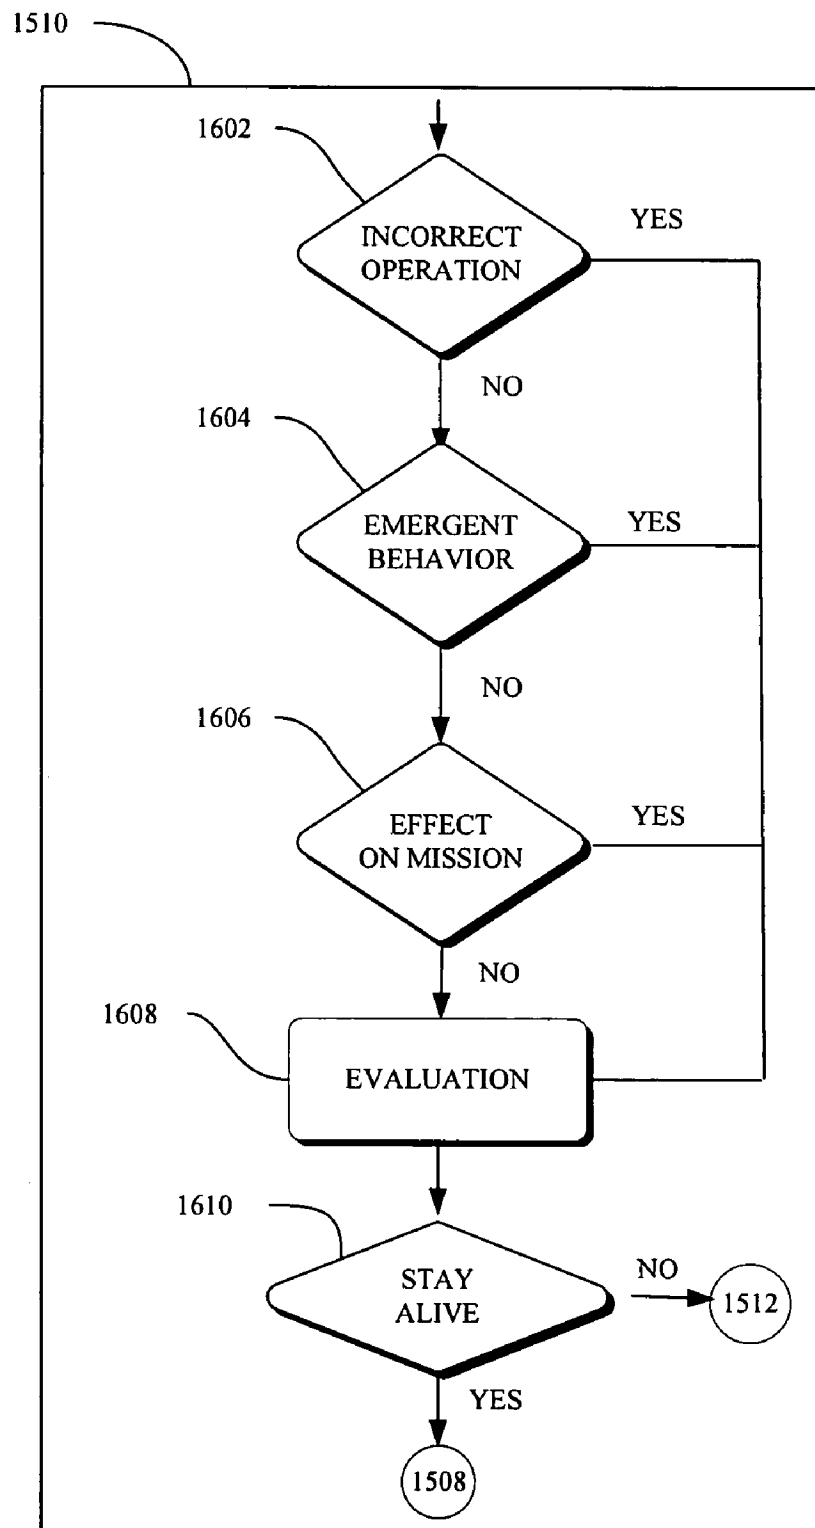 1510
1602
INCORRECT
OPERATION
YES
NO
1604
EMERGENT
BEHAVIOR
YES
NO
1606
EFFECT
ON MISSION
YES
NO
1608
EVALUATION
1610
STAY
ALIVE
NO
1512
YES
1508